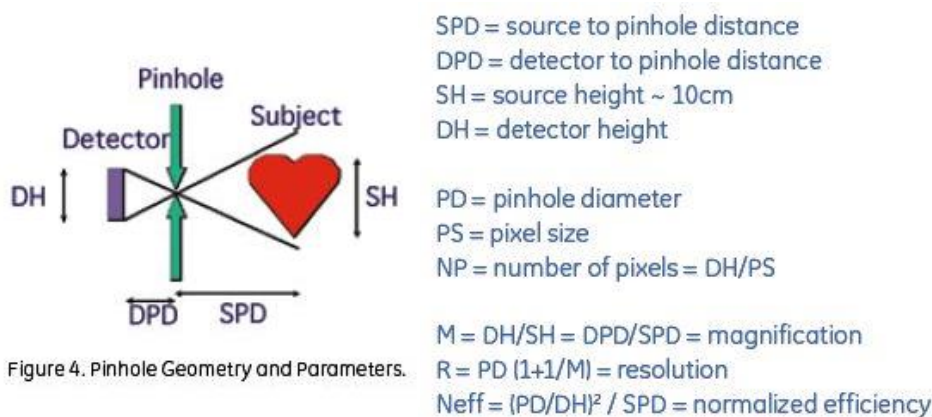 Pinhole
Subject
Detector
DH
SH
DPD
SPD
Figure 4. Pinhole Geometry and Parameters.
SPD = source to pinhole distance
DPD = detector to pinhole distance
SH = source height ~ 10cm
DH = detector height
PD = pinhole diameter
PS = pixel size
NP = number of pixels = DH/PS
M = DH/SH = DPD/SPD = magnification
R = PD (1+1/M) = resolution
Neff = (PD/DH)² / SPD = normalized efficiency